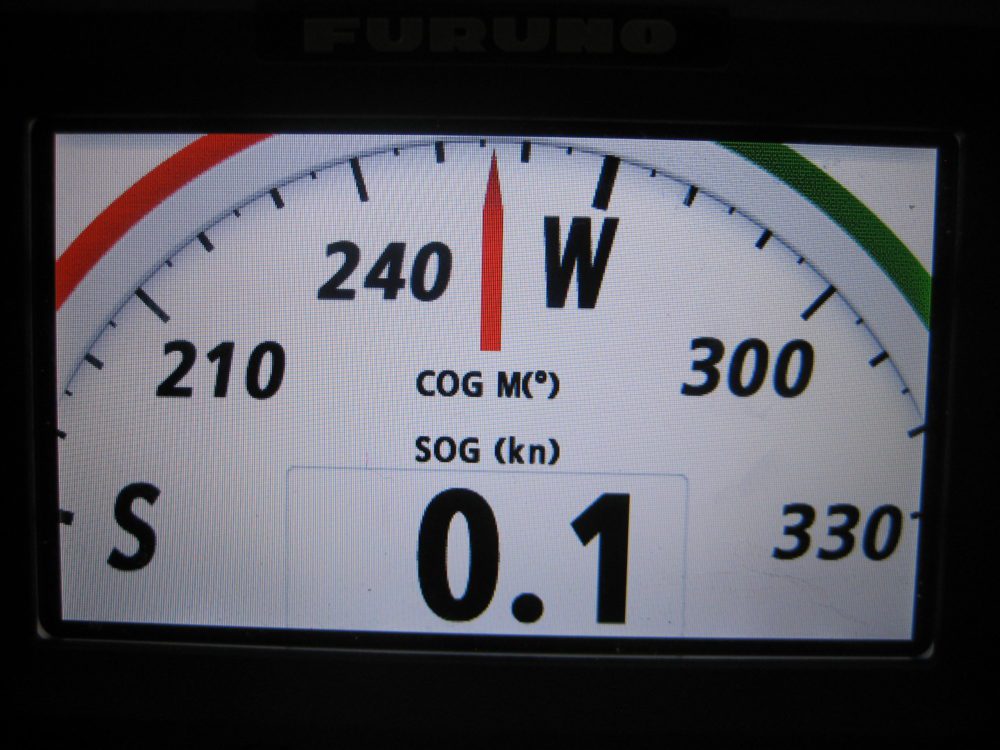 FURUNO
240 W
210 300
COG M(°)
SOG (kn)
S 0.1 330